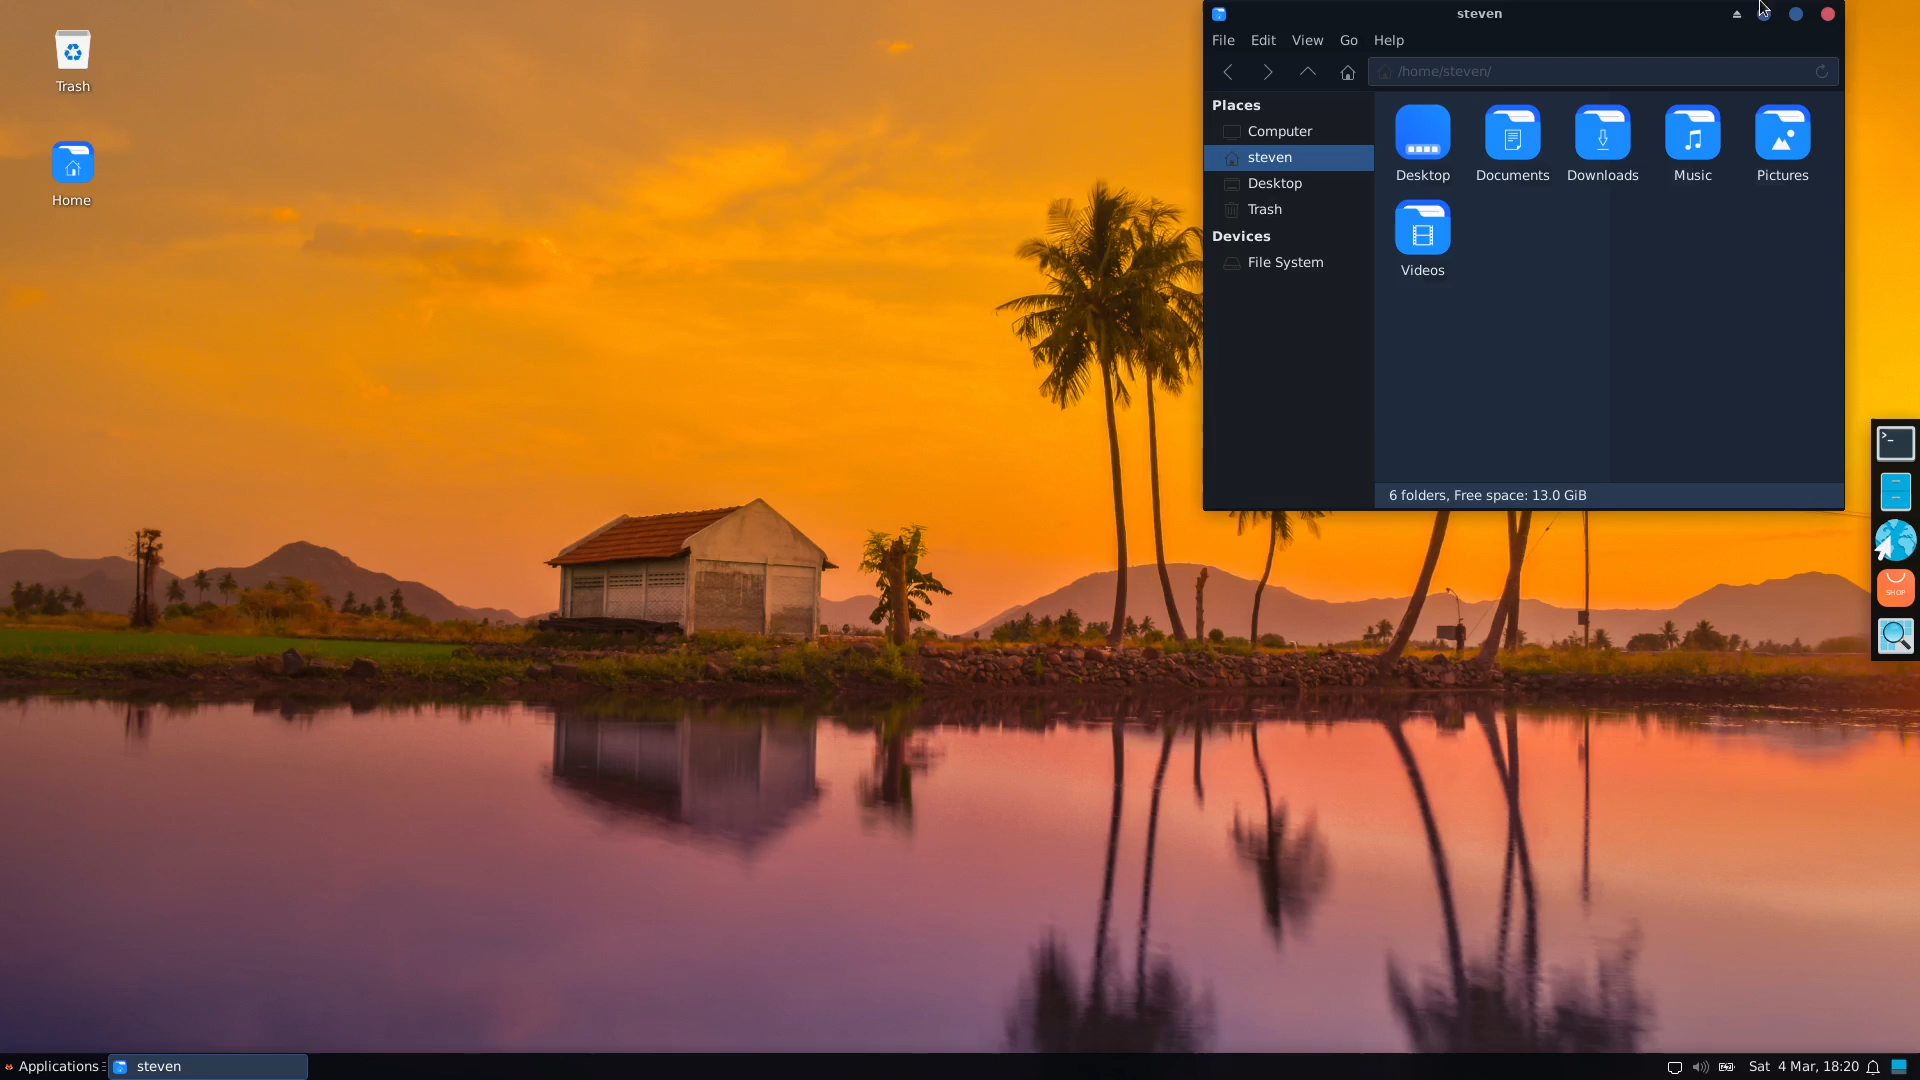 Trash
Home
steven
File Edit View Go Help
/home/steven/
Places
Computer
steven
Desktop
Trash
Devices
File System
Desktop Documents Downloads Music Pictures
Videos
6 folders, Free space: 13.0 GiB
>_
SHOP
Applications steven Sat 4 Mar, 18:20